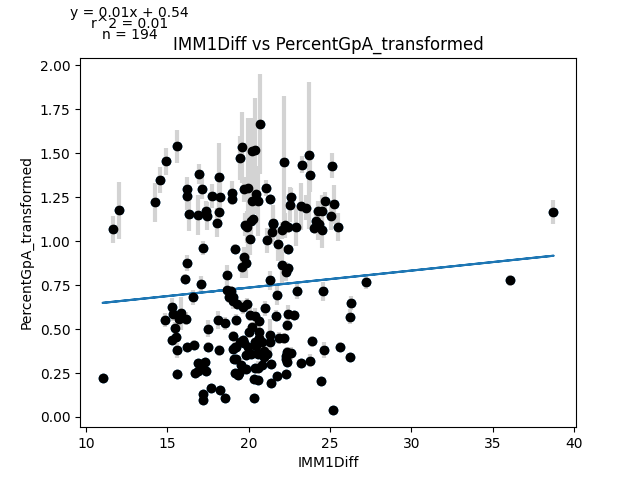 y = 0.01x + 0.54
r^2 = 0.01
n = 194
IMM1Diff vs PercentGpA_transformed
2.00
1.75
1.50
1.25
1.00
0.75
0.50
0.25
0.00
PercentGpA_transformed
10 15 20 25 30 35 40
IMM1Diff